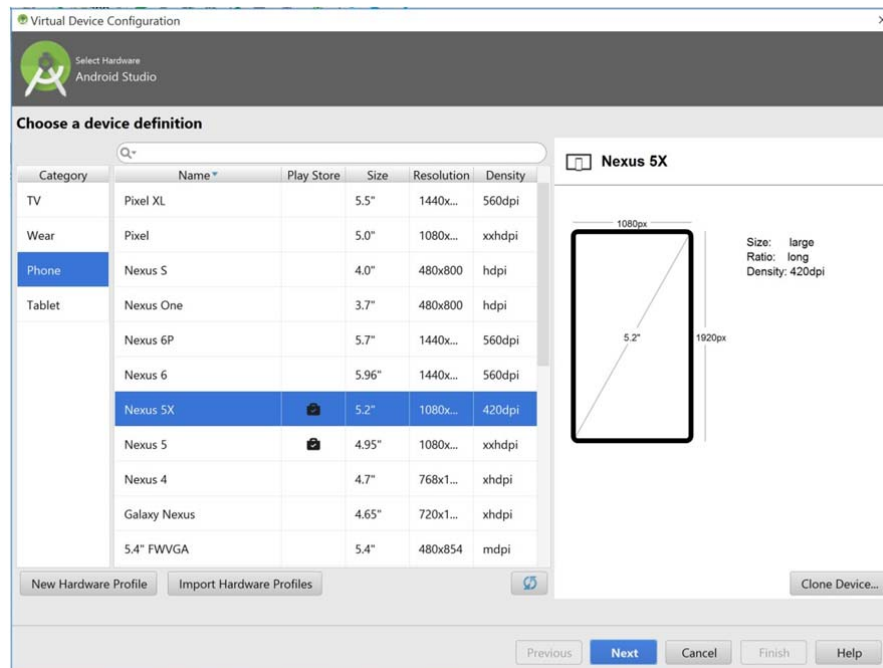 Virtual Device Configuration
Select Hardware
Android Studio
Choose a device definition
Category Name Play Store Size Resolution Density
TV
Wear
Phone
Tablet
Pixel XL 5.5" 1440x... 560dpi
Pixel 5.0" 1080x... xxhdpi
Nexus S 4.0" 480x800 hdpi
Nexus One 3.7" 480x800 hdpi
Nexus 6P 5.7" 1440x... 560dpi
Nexus 6 5.96" 1440x... 560dpi
Nexus 5X 5.2" 1080x... 420dpi
Nexus 5 4.95" 1080x... xxhdpi
Nexus 4 4.7" 768x1... xhdpi
Galaxy Nexus 4.65" 720x1... xhdpi
5.4" FWVGA 5.4" 480x854 mdpi
Nexus 5X
1080px
5.2"
1920px
Size: large
Ratio: long
Density: 420dpi
New Hardware Profile Import Hardware Profiles Clone Device...
Previous Next Cancel Finish Help